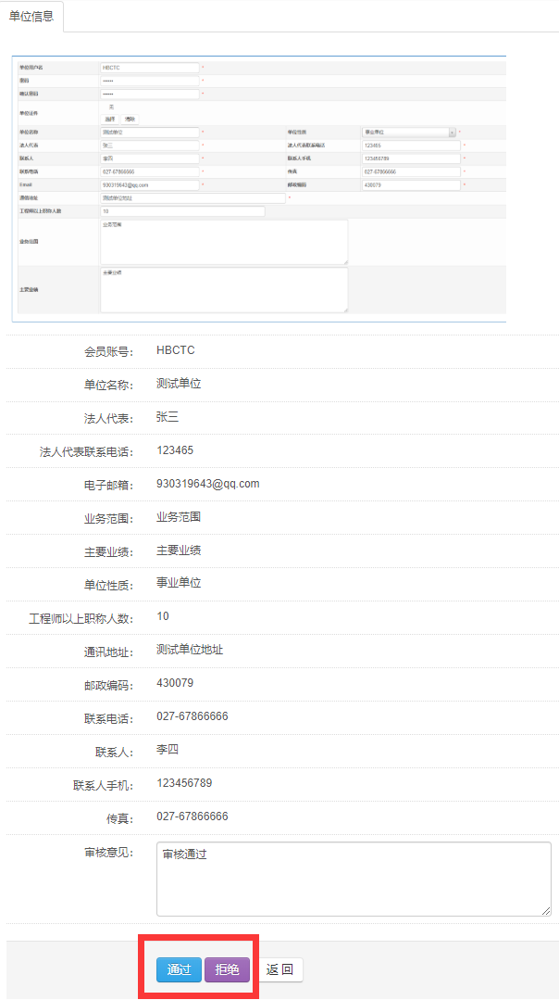 单位信息
单位用户名 HBCTC *
密码 ****** *
确认密码 ****** *
单位证件 无
选择 清除
单位名称 测试单位 * 单位性质 事业单位 *
法人代表 张三 * 法人代表联系电话 123465 *
联系人 李四 * 联系人手机 123456789 *
联系电话 027-67866666 * 传真 027-67866666 *
Email 930319643@qq.com * 邮政编码 430079 *
通信地址 测试单位地址 *
工程师以上职称人数 10
业务范围 业务范围
主要业绩 主要业绩
会员账号： HBCTC
单位名称： 测试单位
法人代表： 张三
法人代表联系电话： 123465
电子邮箱： 930319643@qq.com
业务范围： 业务范围
主要业绩： 主要业绩
单位性质： 事业单位
工程师以上职称人数： 10
通讯地址： 测试单位地址
邮政编码： 430079
联系电话： 027-67866666
联系人： 李四
联系人手机： 123456789
传真： 027-67866666
审核意见： 审核通过
通过 拒绝 返 回